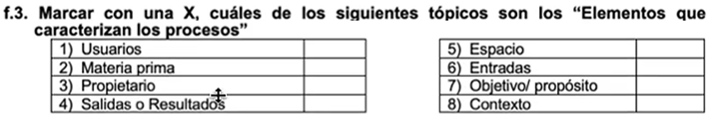 f.3. Marcar con una X, cuáles de los siguientes tópicos son los “Elementos que
caracterizan los procesos”
1) Usuarios
2) Materia prima
3) Propietario
4) Salidas o Resultados
5) Espacio
6) Entradas
7) Objetivo/ propósito
8) Contexto